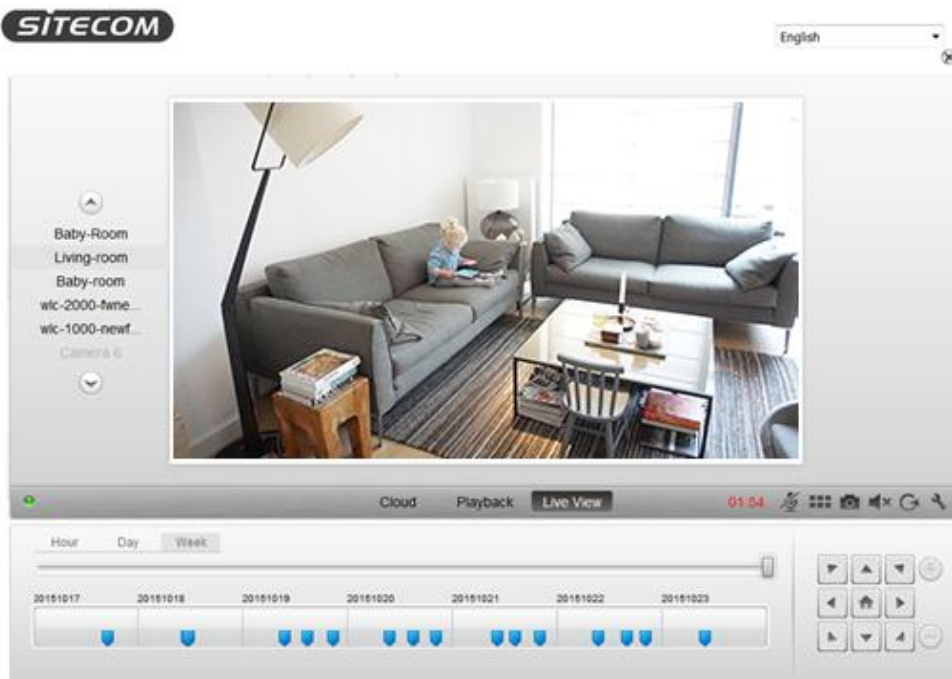 SITECOM
English
Baby-Room
Living-room
Baby-room
wlc-2000-fwne...
wlc-1000-newf...
Camera 6
Cloud Playback Live View 01:54
Hour Day Week
20151017 20151018 20151019 20151020 20151021 20151022 20151023